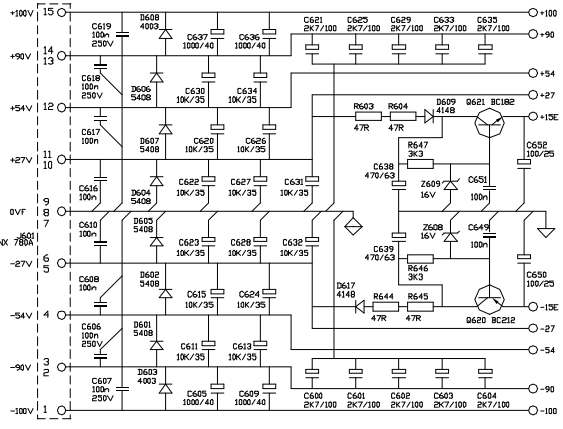 +100V 15 C619 100n 250V D608 4003 C637 1000/40 C636 1000/40 C621 2K7/100 C625 2K7/100 C629 2K7/100 C633 2K7/100 C635 2K7/100 +100
+90V 14 13 +90
C618 100n 250V D606 5408 C630 10K/35 C634 10K/35 +54
+27
+54V 12 R603 47R R604 47R D609 4148 Q621 BC182 +15E
C617 100n D607 5408 C620 10K/35 C626 10K/35 R647 3K3 C652 100/25
+27V 11 10 C638 470/63
C616 100n D604 5408 C622 10K/35 C627 10K/35 C631 10K/35 Z609 16V C651 100n
0VF 9 8 7
J601 NX 780A C610 100n D605 5408 C623 10K/35 C628 10K/35 C632 10K/35 C639 470/63 Z608 16V C649 100n
-27V 6 5 R646 3K3
C608 100n D602 5408 C615 10K/35 C624 10K/35 D617 4148 R644 47R R645 47R C650 100/25
-15E
-54V 4 Q620 BC212 -27
C606 100n 250V D601 5408 C611 10K/35 C613 10K/35 -54
-90V 3 2 -90
C607 100n 250V D603 4003 C605 1000/40 C609 1000/40 C600 2K7/100 C601 2K7/100 C602 2K7/100 C603 2K7/100 C604 2K7/100
-100V 1 -100